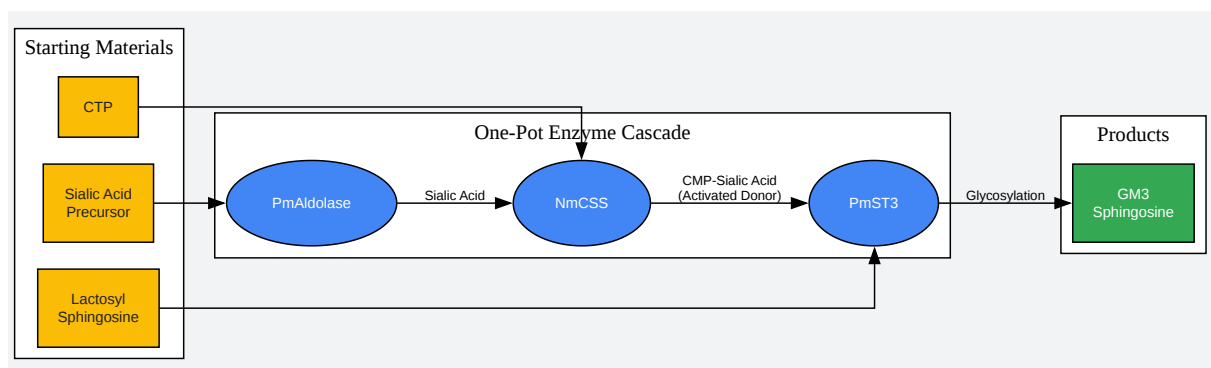 Starting Materials
CTP
Sialic Acid
Precursor
Lactosyl
Sphingosine
One-Pot Enzyme Cascade
PmAldolase
Sialic Acid
NmCSS
CMP-Sialic Acid
(Activated Donor)
PmST3
Glycosylation
Products
GM3
Sphingosine